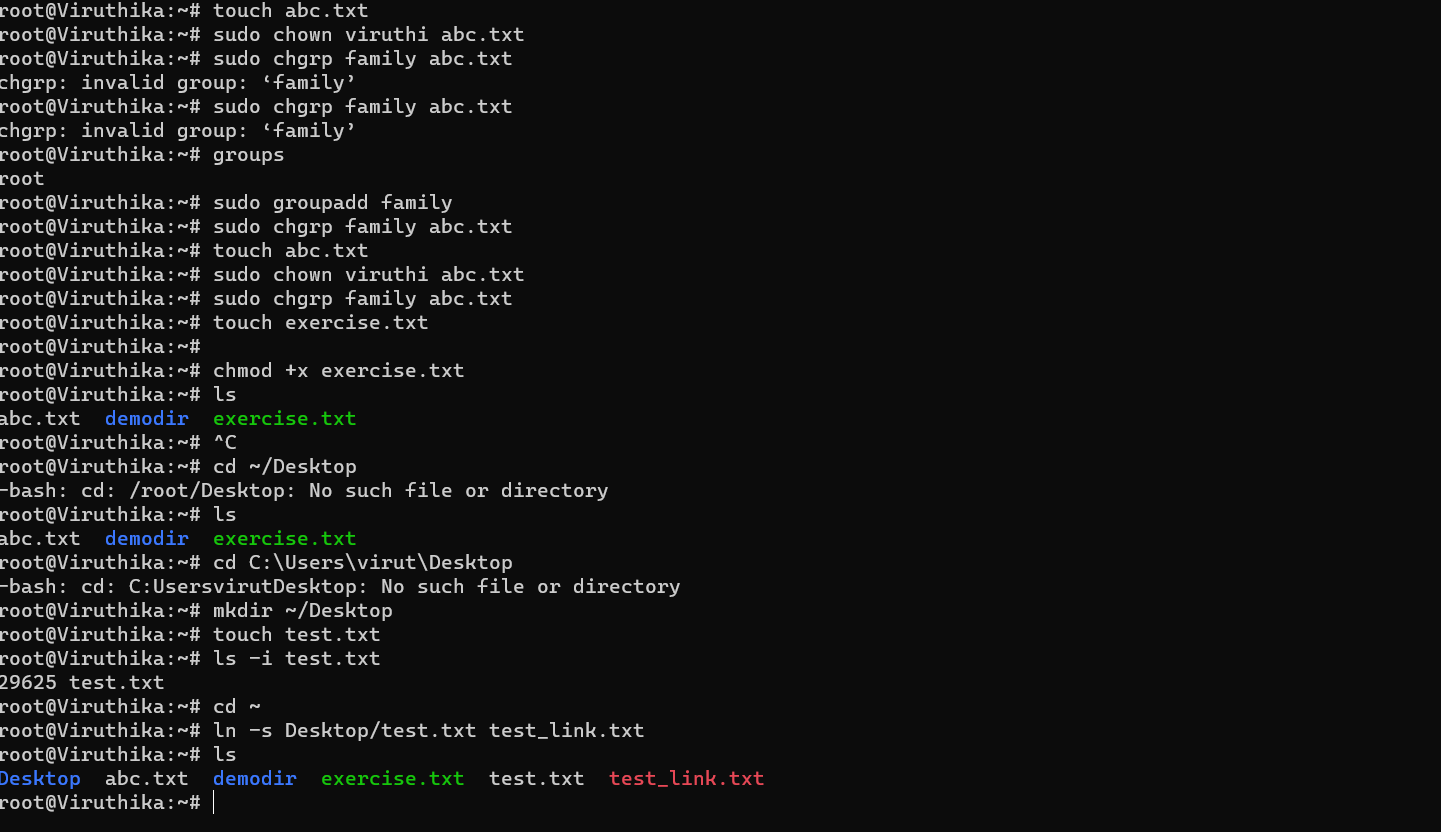 root@Viruthika:~# touch abc.txt
root@Viruthika:~# sudo chown viruthi abc.txt
root@Viruthika:~# sudo chgrp family abc.txt
chgrp: invalid group: ‘family’
root@Viruthika:~# sudo chgrp family abc.txt
chgrp: invalid group: ‘family’
root@Viruthika:~# groups
root
root@Viruthika:~# sudo groupadd family
root@Viruthika:~# sudo chgrp family abc.txt
root@Viruthika:~# touch abc.txt
root@Viruthika:~# sudo chown viruthi abc.txt
root@Viruthika:~# sudo chgrp family abc.txt
root@Viruthika:~# touch exercise.txt
root@Viruthika:~#
root@Viruthika:~# chmod +x exercise.txt
root@Viruthika:~# ls
abc.txt  demodir  exercise.txt
root@Viruthika:~# ^C
root@Viruthika:~# cd ~/Desktop
-bash: cd: /root/Desktop: No such file or directory
root@Viruthika:~# ls
abc.txt  demodir  exercise.txt
root@Viruthika:~# cd C:\Users\virut\Desktop
-bash: cd: C:UsersvirutDesktop: No such file or directory
root@Viruthika:~# mkdir ~/Desktop
root@Viruthika:~# touch test.txt
root@Viruthika:~# ls -i test.txt
29625 test.txt
root@Viruthika:~# cd ~
root@Viruthika:~# ln -s Desktop/test.txt test_link.txt
root@Viruthika:~# ls
Desktop  abc.txt  demodir  exercise.txt  test.txt  test_link.txt
root@Viruthika:~#